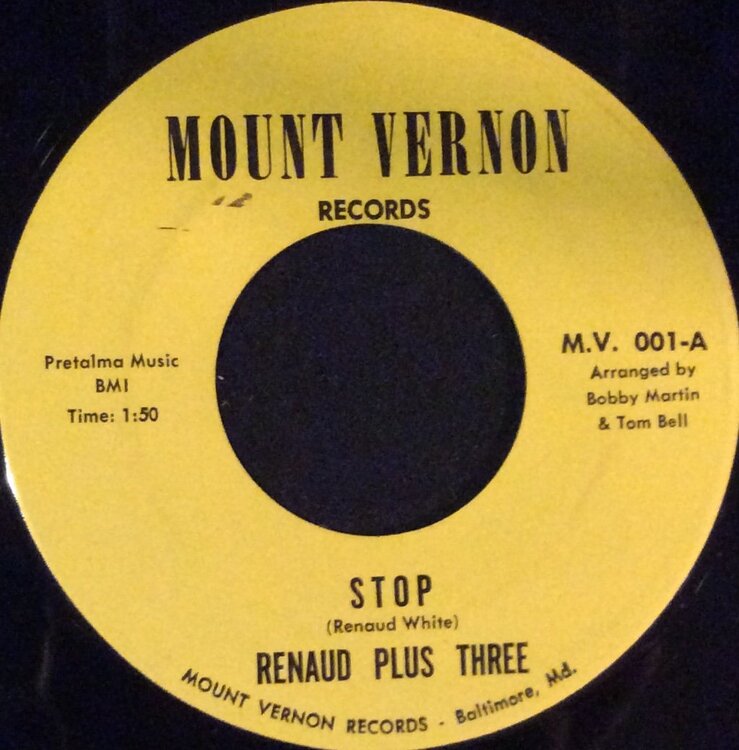 MOUNT VERNON
RECORDS
Pretalma Music
BMI
Time: 1:50
M.V. 001-A
Arranged by
Bobby Martin
& Tom Bell
STOP
(Renaud White)
RENAUD PLUS THREE
MOUNT VERNON RECORDS - Baltimore, Md.